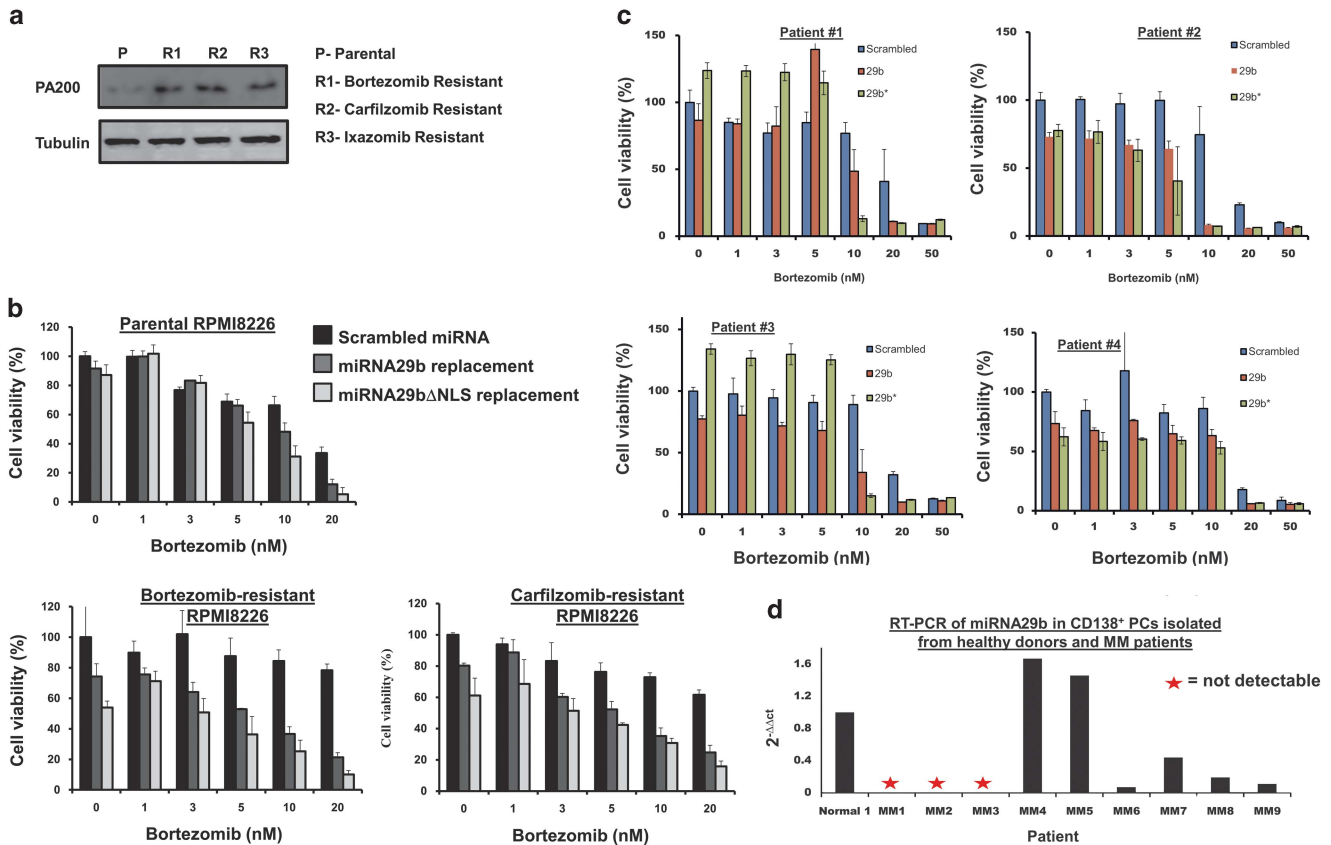 a
P R1 R2 R3
PA200
Tubulin
P- Parental
R1- Bortezomib Resistant
R2- Carfilzomib Resistant
R3- Ixazomib Resistant
b
Parental RPMI8226
Cell viability (%)
120
100
80
60
40
20
0
0 1 3 5 10 20
Bortezomib (nM)
Scrambled miRNA
miRNA29b replacement
miRNA29bΔNLS replacement
Bortezomib-resistant
RPMI8226
Cell viability (%)
120
100
80
60
40
20
0
0 1 3 5 10 20
Bortezomib (nM)
Carfilzomib-resistant
RPMI8226
Cell viability (%)
120
100
80
60
40
20
0
0 1 3 5 10 20
Bortezomib (nM)
c
Patient #1
Cell viability (%)
150
100
50
0
0 1 3 5 10 20 50
Bortezomib (nM)
Scrambled
29b
29b*
Patient #2
Cell viability (%)
150
100
50
0
0 1 3 5 10 20 50
Bortezomib (nM)
Scrambled
29b
29b*
Patient #3
Cell viability (%)
150
100
50
0
0 1 3 5 10 20 50
Bortezomib (nM)
Scrambled
29b
29b*
Patient #4
Cell viability (%)
150
100
50
0
0 1 3 5 10 20 50
Bortezomib (nM)
Scrambled
29b
29b*
d
RT-PCR of miRNA29b in CD138+ PCs isolated
from healthy donors and MM patients
2-ΔΔct
1.6
1.2
0.8
0.4
0
= not detectable
Normal 1 MM1 MM2 MM3 MM4 MM5 MM6 MM7 MM8 MM9
Patient